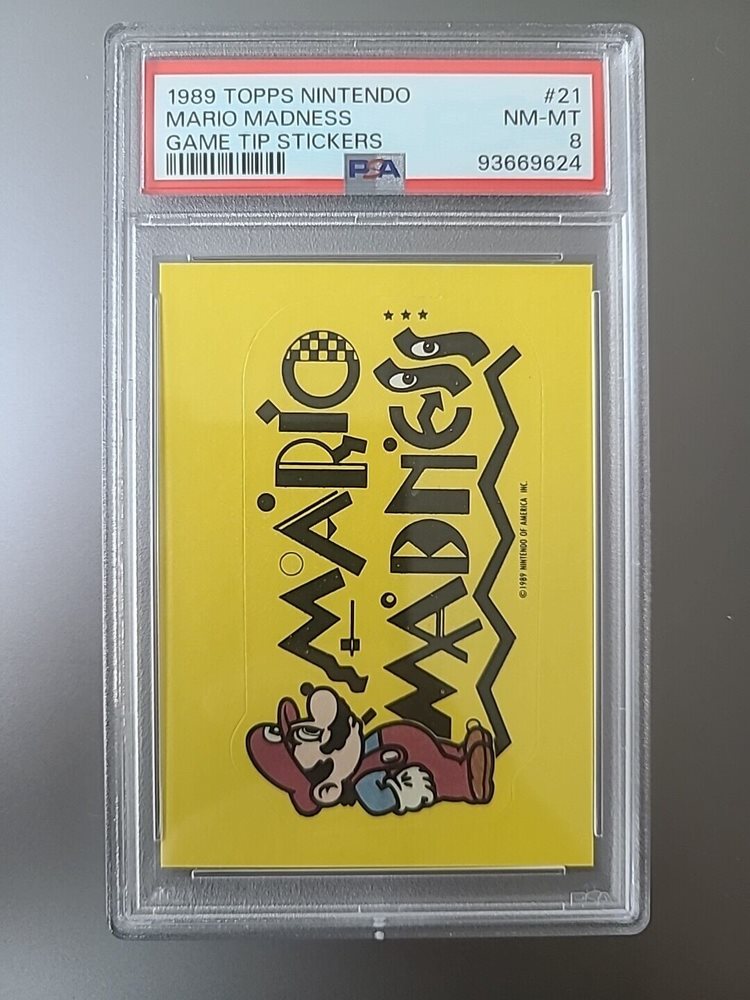 1989 TOPPS NINTENDO #21
MARIO MADNESS NM-MT
GAME TIP STICKERS 8
PSA 93669624
MARIO
MADNESS
©1989 NINTENDO OF AMERICA INC.
PSA